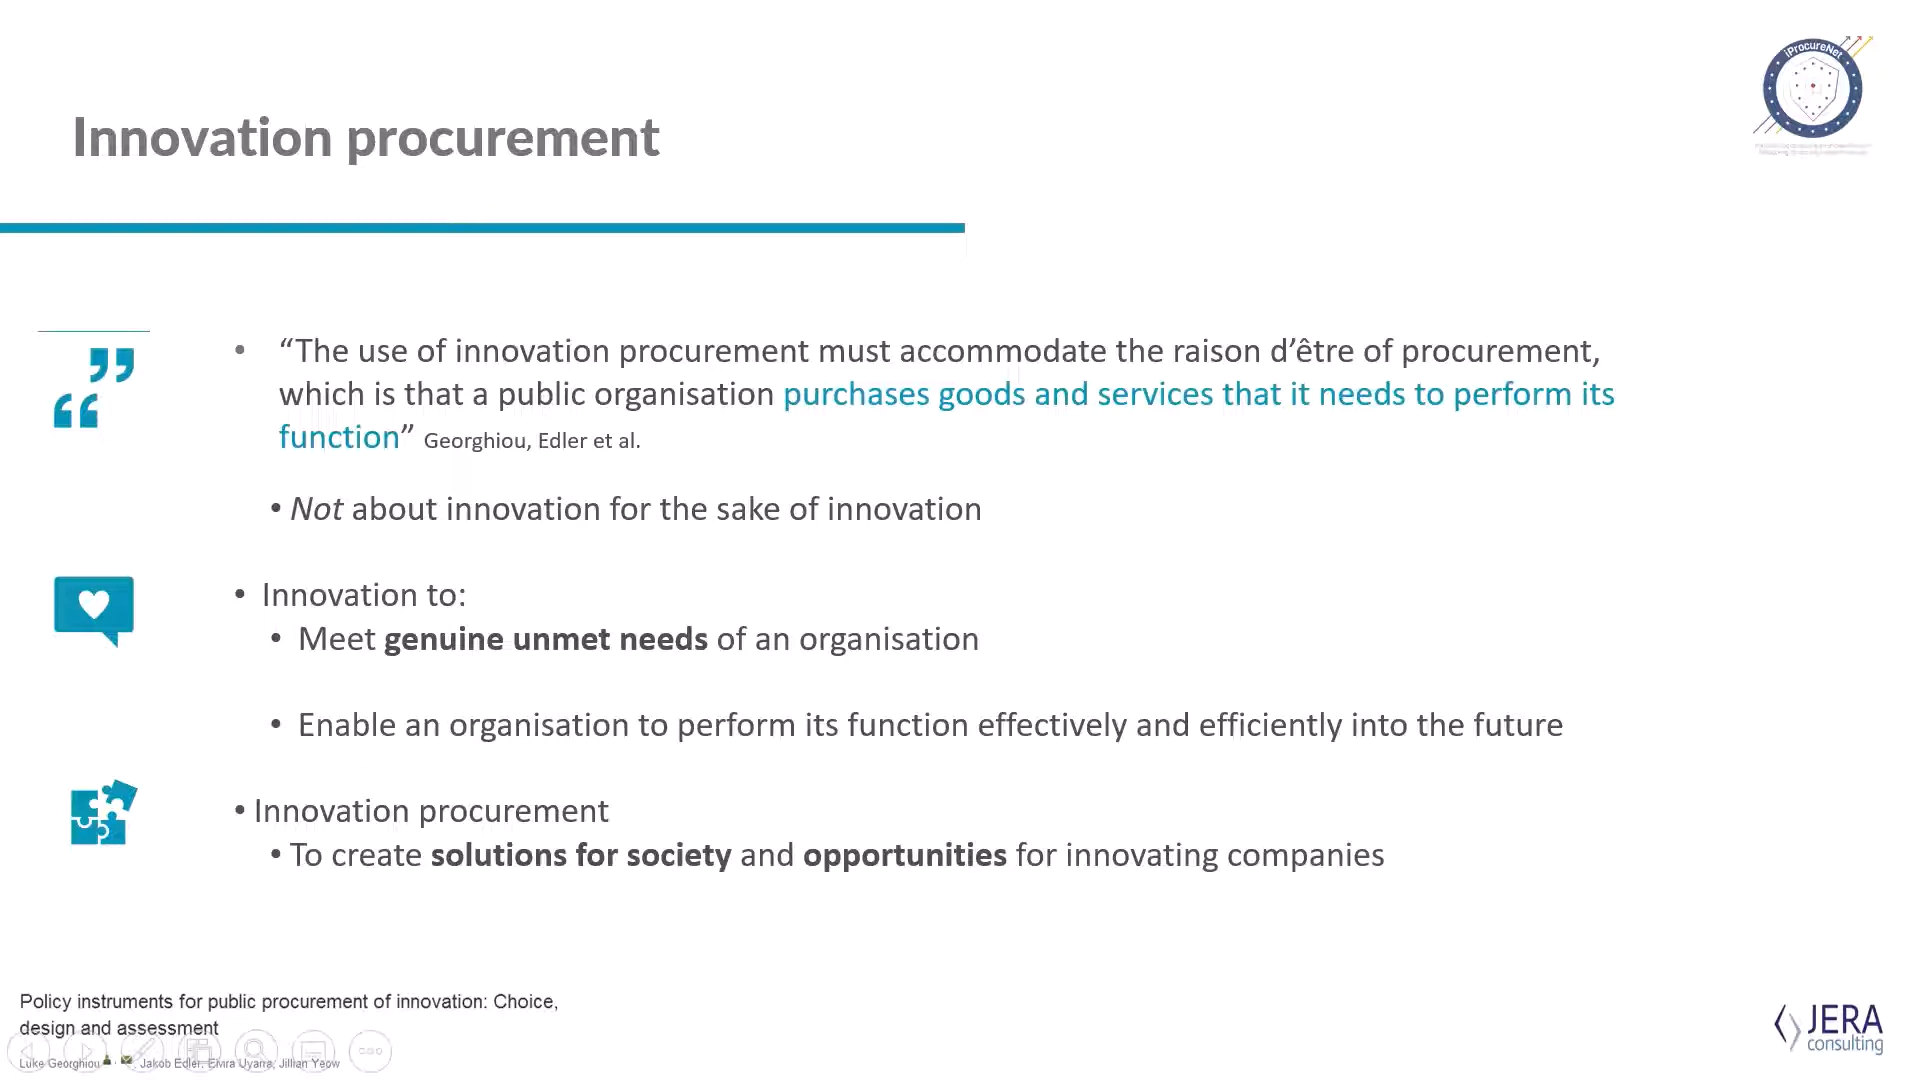 iProcureNet
Innovation procurement
• “The use of innovation procurement must accommodate the raison d’être of procurement,
which is that a public organisation purchases goods and services that it needs to perform its
function” Georghiou, Edler et al.
• Not about innovation for the sake of innovation
• Innovation to:
• Meet genuine unmet needs of an organisation
• Enable an organisation to perform its function effectively and efficiently into the future
• Innovation procurement
• To create solutions for society and opportunities for innovating companies
Policy instruments for public procurement of innovation: Choice,
design and assessment
Luke Georghiou, Jakob Edler, Elvira Uyarra, Jillian Yeow
JERA
consulting